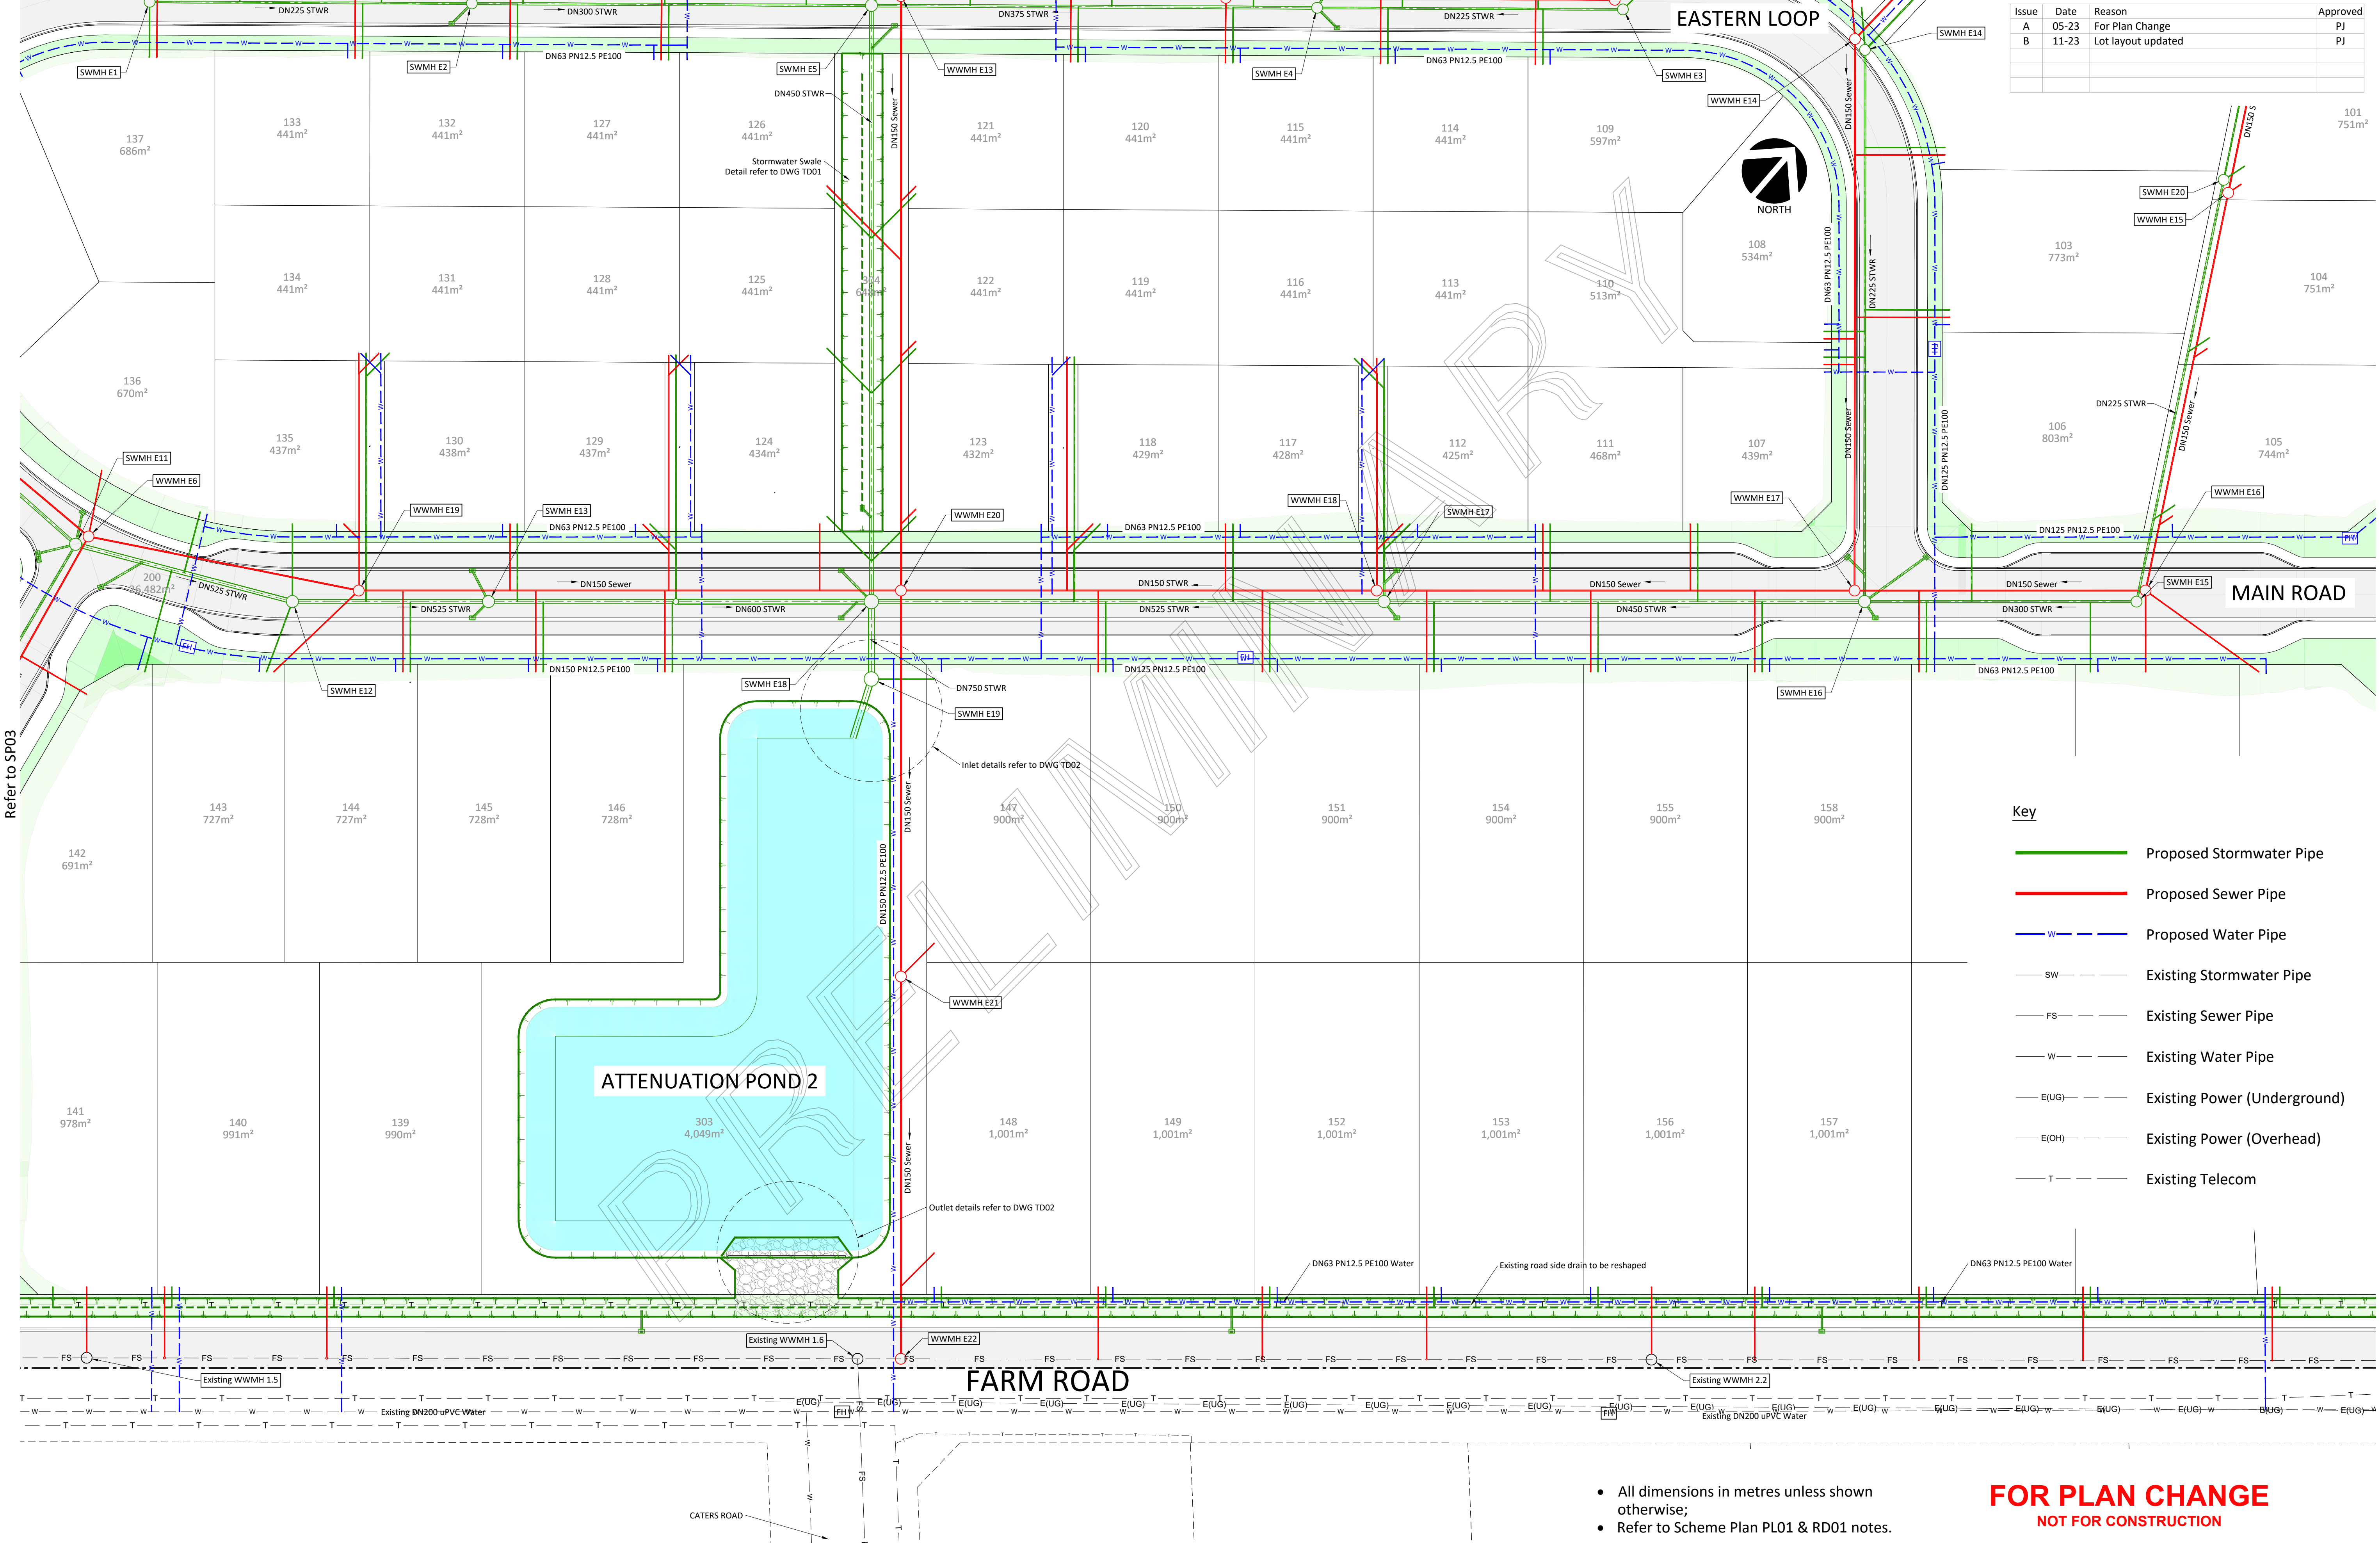 DN225 STWR
DN300 STWR
DN375 STWR
DN225 STWR
EASTERN LOOP
SWMH E14
Issue Date Reason Approved
A 05-23 For Plan Change PJ
B 11-23 Lot layout updated PJ
SWMH E1
SWMH E2
DN63 PN12.5 PE100
SWMH E5
WWMH E13
SWMH E4
DN63 PN12.5 PE100
SWMH E3
WWMH E14
DN450 STWR
DN150 Sewer
DN150 Sewer
DN150 S
137
686m²
133
441m²
132
441m²
127
441m²
126
441m²
121
441m²
120
441m²
115
441m²
114
441m²
109
597m²
101
751m²
Stormwater Swale
Detail refer to DWG TD01
NORTH
SWMH E20
WWMH E15
134
441m²
131
441m²
128
441m²
125
441m²
304
648m²
122
441m²
119
441m²
116
441m²
113
441m²
110
513m²
108
534m²
DN63 PN12.5 PE100
DN225 STWR
FH
103
773m²
104
751m²
136
670m²
135
437m²
130
438m²
129
437m²
124
434m²
123
432m²
118
429m²
117
428m²
112
425m²
111
468m²
107
439m²
DN150 Sewer
DN125 PN12.5 PE100
DN225 STWR
DN150 Sewer
106
803m²
105
744m²
SWMH E11
WWMH E6
WWMH E19
SWMH E13
WWMH E20
WWMH E18
SWMH E17
WWMH E17
WWMH E16
DN63 PN12.5 PE100
DN63 PN12.5 PE100
DN125 PN12.5 PE100
FH
200
26,482m²
DN525 STWR
DN150 Sewer
DN150 STWR
DN150 Sewer
DN150 Sewer
SWMH E15
MAIN ROAD
DN525 STWR
DN600 STWR
DN525 STWR
DN450 STWR
DN300 STWR
FH
FH
DN150 PN12.5 PE100
DN125 PN12.5 PE100
DN63 PN12.5 PE100
SWMH E12
SWMH E18
DN750 STWR
SWMH E19
SWMH E16
Inlet details refer to DWG TD02
Refer to SP03
DN150 Sewer
DN150 PN12.5 PE100
142
691m²
143
727m²
144
727m²
145
728m²
146
728m²
147
900m²
150
900m²
151
900m²
154
900m²
155
900m²
158
900m²
WWMH E21
ATTENUATION POND 2
303
4,049m²
141
978m²
140
991m²
139
990m²
148
1,001m²
149
1,001m²
152
1,001m²
153
1,001m²
156
1,001m²
157
1,001m²
DN150 Sewer
Outlet details refer to DWG TD02
PRELIMINARY
Key
Proposed Stormwater Pipe
Proposed Sewer Pipe
W Proposed Water Pipe
SW Existing Stormwater Pipe
FS Existing Sewer Pipe
W Existing Water Pipe
E(UG) Existing Power (Underground)
E(OH) Existing Power (Overhead)
T Existing Telecom
DN63 PN12.5 PE100 Water
Existing road side drain to be reshaped
DN63 PN12.5 PE100 Water
Existing WWMH 1.6
WWMH E22
Existing WWMH 1.5
FARM ROAD
Existing WWMH 2.2
Existing DN200 uPVC Water
FH
FH
Existing DN200 uPVC Water
CATERS ROAD
• All dimensions in metres unless shown
otherwise;
• Refer to Scheme Plan PL01 & RD01 notes.
FOR PLAN CHANGE
NOT FOR CONSTRUCTION